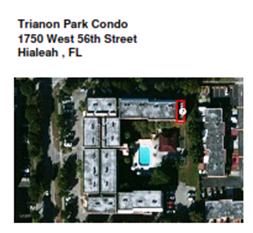 Trianon Park Condo
1750 West 56th Street
Hialeah , FL